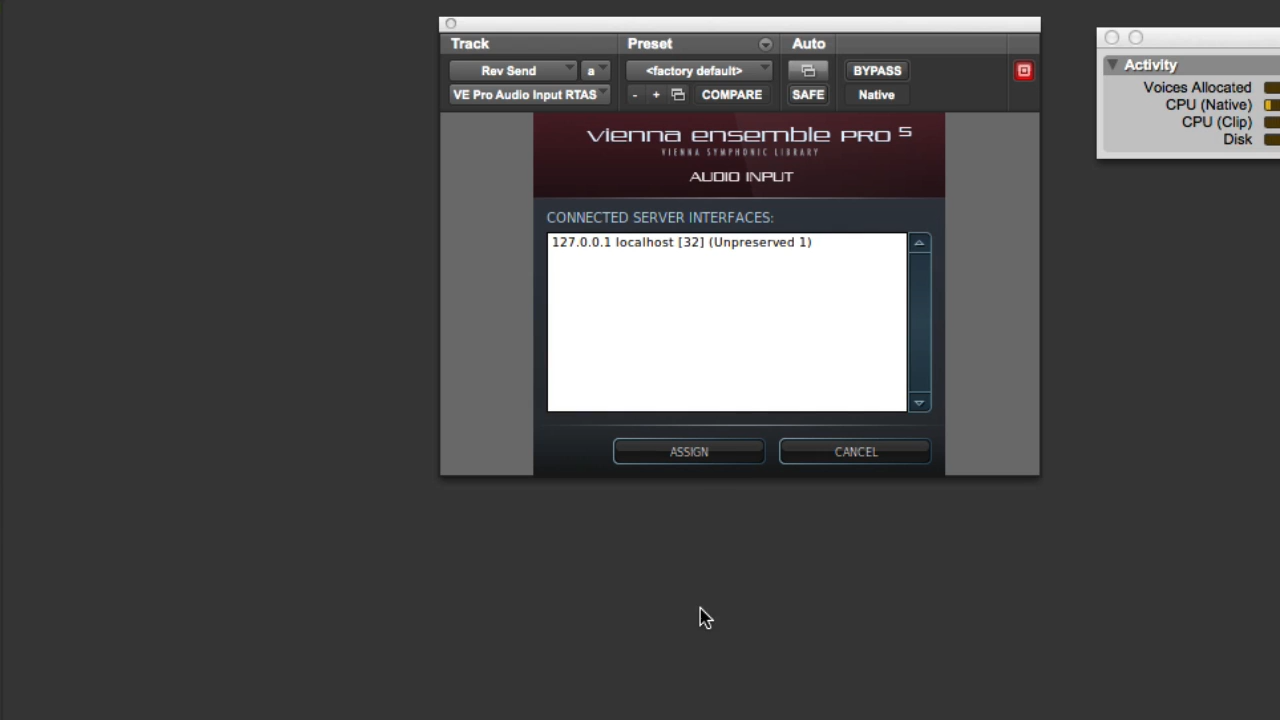 Track
Preset
Auto
Rev Send
a
<factory default>
BYPASS
VE Pro Audio Input RTAS
-
+
COMPARE
SAFE
Native
vienna ensemble PRO 5
VIENNA SYMPHONIC LIBRARY
AUDIO INPUT
CONNECTED SERVER INTERFACES:
127.0.0.1 localhost [32] (Unpreserved 1)
ASSIGN
CANCEL
Activity
Voices Allocated
CPU (Native)
CPU (Clip)
Disk